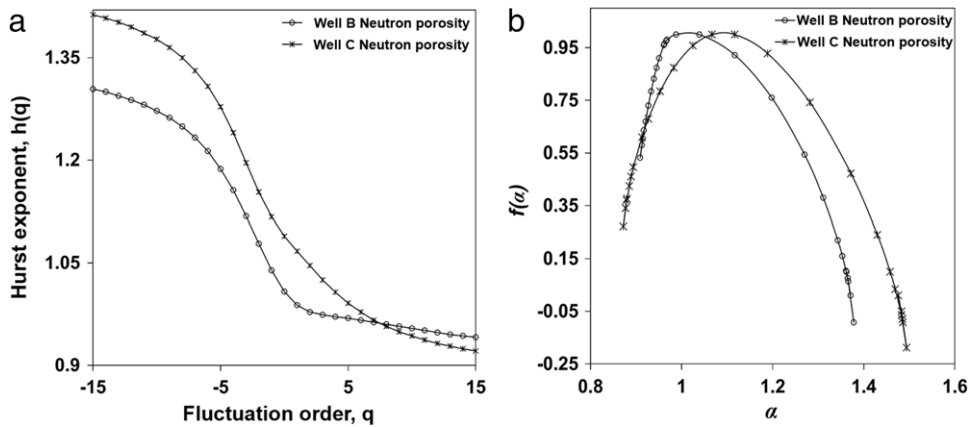 a
Well B Neutron porosity
Well C Neutron porosity
1.35
1.2
1.05
0.9
Hurst exponent, h(q)
-15
-5
5
15
Fluctuation order, q
b
Well B Neutron porosity
Well C Neutron porosity
0.95
0.75
0.55
0.35
0.15
-0.05
-0.25
f(α)
0.8
1
1.2
1.4
1.6
α